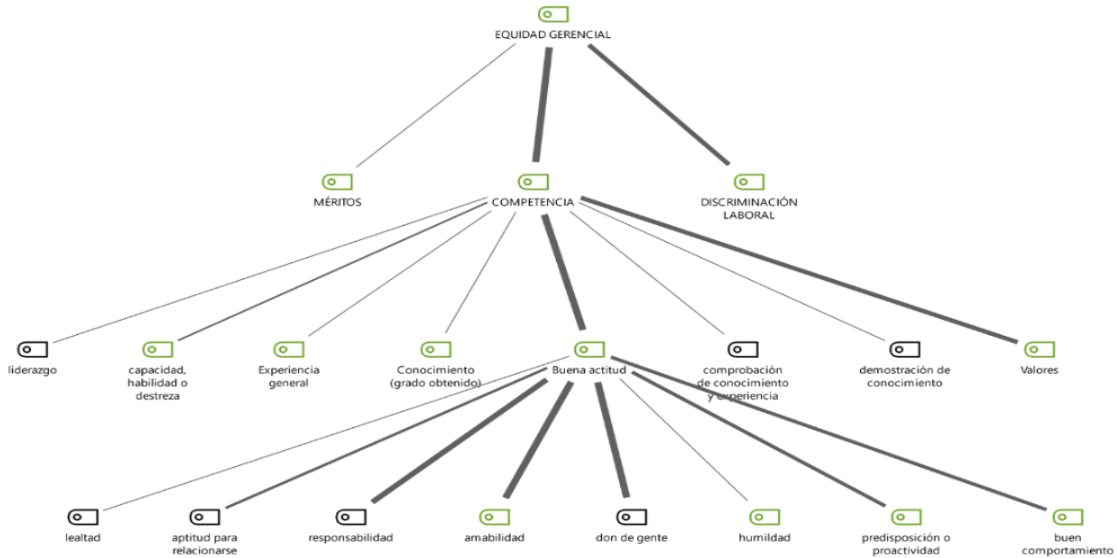 EQUIDAD GERENCIAL
MÉRITOS
COMPETENCIA
DISCRIMINACIÓN
LABORAL
liderazgo
capacidad,
habilidad o
destreza
Experiencia
general
Conocimiento
(grado obtenido)
Buena actitud
comprobación
de conocimiento
y experiencia
demostración de
conocimiento
Valores
lealtad
aptitud para
relacionarse
responsabilidad
amabilidad
don de gente
humildad
predisposición o
proactividad
buen
comportamiento